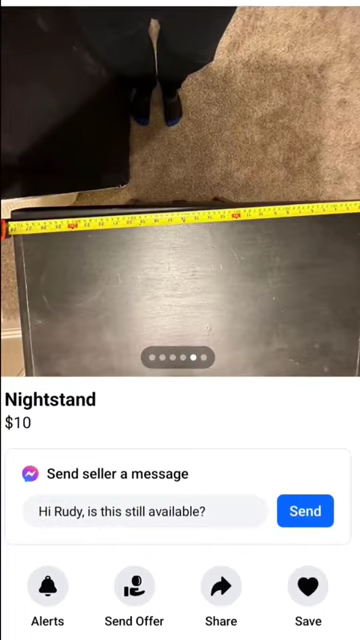 Nightstand
$10
Send seller a message
Hi Rudy, is this still available?
Send
Alerts
Send Offer
Share
Save